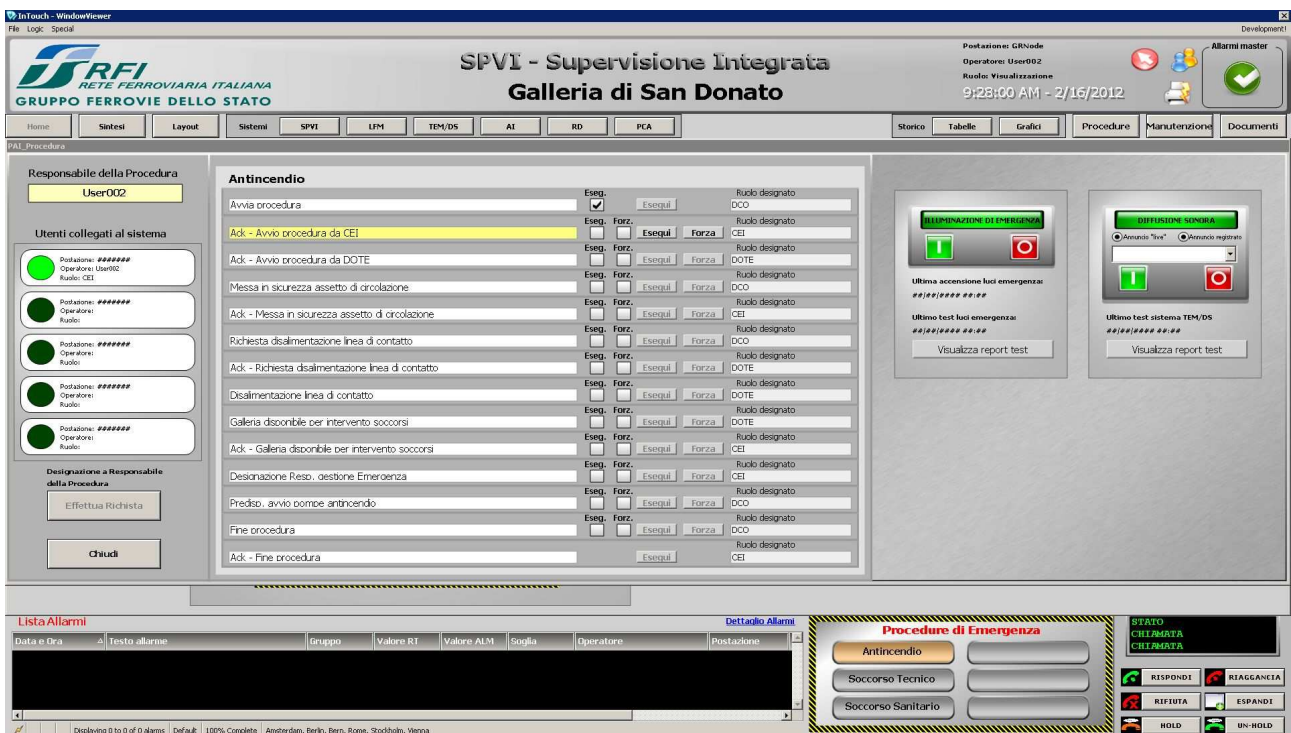 InTouch - WindowViewer
File Logic Special
Development!
RFI
RETE FERROVIARIA ITALIANA
GRUPPO FERROVIE DELLO STATO
SPVI - Supervisione Integrata
Galleria di San Donato
Postazione: GRNode
Operatore: User002
Ruolo: Visualizzazione
9:28:00 AM - 2/16/2012
Allarmi master
Home Sintesi Layout Sistemi SPVI LFM TEM/DS AI RD PCA Storico Tabelle Grafici Procedure Manutenzione Documenti
PAI_Procedura
Responsabile della Procedura
User002
Utenti collegati al sistema
Postazione: #######
Operatore: User002
Ruolo: CEI
Postazione: #######
Operatore:
Ruolo:
Postazione: #######
Operatore:
Ruolo:
Postazione: #######
Operatore:
Ruolo:
Postazione: #######
Operatore:
Ruolo:
Designazione a Responsabile
della Procedura
Effettua Richista
Chiudi
Antincendio
Eseg. Ruolo designato
Avvia procedura Esegui DCO
Eseg. Forz. Ruolo designato
Ack - Avvio procedura da CEI Esegui Forza CEI
Eseg. Forz. Ruolo designato
Ack - Avvio procedura da DOTE Esegui Forza DOTE
Eseg. Forz. Ruolo designato
Messa in sicurezza assetto di circolazione Esegui Forza DCO
Eseg. Forz. Ruolo designato
Ack - Messa in sicurezza assetto di circolazione Esegui Forza CEI
Eseg. Forz. Ruolo designato
Richiesta disalimentazione linea di contatto Esegui Forza DCO
Eseg. Forz. Ruolo designato
Ack - Richiesta disalimentazione linea di contatto Esegui Forza DOTE
Eseg. Forz. Ruolo designato
Disalimentazione linea di contatto Esegui Forza DOTE
Eseg. Forz. Ruolo designato
Galleria disponibile per intervento soccorsi Esegui Forza DOTE
Eseg. Forz. Ruolo designato
Ack - Galleria disponibile per intervento soccorsi Esegui Forza CEI
Eseg. Forz. Ruolo designato
Designazione Resp. gestione Emergenza Esegui Forza CEI
Eseg. Forz. Ruolo designato
Predisp. avvio pompe antincendio Esegui Forza DCO
Eseg. Forz. Ruolo designato
Fine procedura Esegui Forza DCO
Ruolo designato
Ack - Fine procedura Esegui CEI
ILLUMINAZIONE DI EMERGENZA
Ultima accensione luci emergenza:
##/##/#### ##:##
Ultimo test luci emergenza:
##/##/#### ##:##
Visualizza report test
DIFFUSIONE SONORA
Annuncio "live" Annuncio registrato
Ultimo test sistema TEM/DS
##/##/#### ##:##
Visualizza report test
Lista Allarmi
Dettaglio Allarmi
Data e Ora Testo allarme Gruppo Valore RT Valore ALM Soglia Operatore Postazione
Displaying 0 to 0 of 0 alarms Default 100% Complete Amsterdam, Berlin, Bern, Rome, Stockholm, Vienna
Procedure di Emergenza
Antincendio
Soccorso Tecnico
Soccorso Sanitario
STATO
CHIAMATA
CHIAMATA
RISPONDI RIAGGANCIA
RIFIUTA ESPANDI
HOLD UN-HOLD